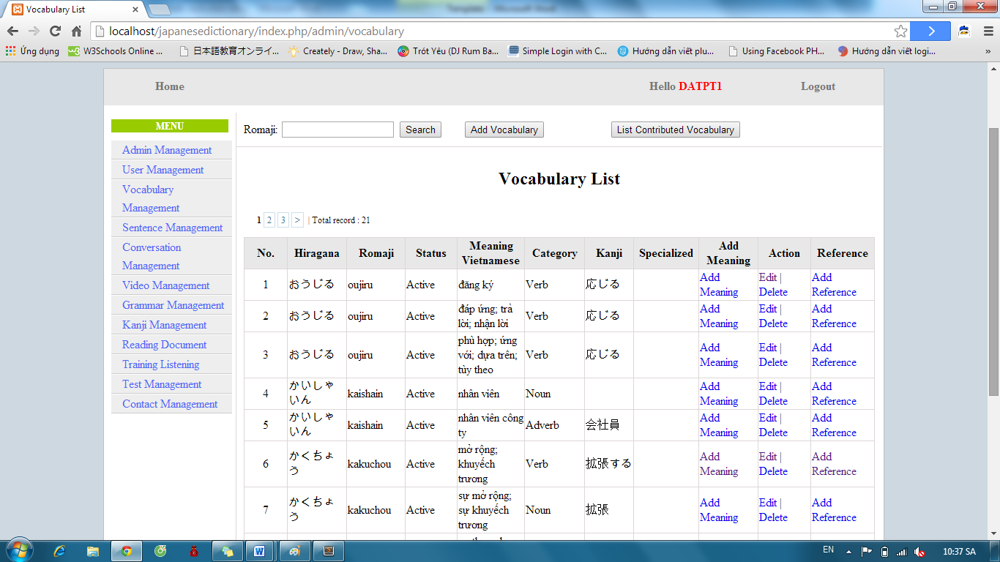 Vocabulary List
localhost/japanesedictionary/index.php/admin/vocabulary
Ứng dụng W3Schools Online ... 日本語教育オンライ... Creately - Draw, Sha... Trót Yêu (DJ Rum Ba... Simple Login with C... Hướng dẫn viết plu... Using Facebook PH... Hướng dẫn viết logi... »
Home Hello DATPT1 Logout
MENU
Admin Management
User Management
Vocabulary
Management
Sentence Management
Conversation
Management
Video Management
Grammar Management
Kanji Management
Reading Document
Training Listening
Test Management
Contact Management
Romaji: Search Add Vocabulary List Contributed Vocabulary
Vocabulary List
1 2 3 > | Total record : 21
No. Hiragana Romaji Status Meaning Vietnamese Category Kanji Specialized Add Meaning Action Reference
1 おうじる oujiru Active đăng ký Verb 応じる Add Meaning Edit | Delete Add Reference
2 おうじる oujiru Active đáp ứng; trả lời; nhận lời Verb 応じる Add Meaning Edit | Delete Add Reference
3 おうじる oujiru Active phù hợp; ứng với; dựa trên; tùy theo Verb 応じる Add Meaning Edit | Delete Add Reference
4 かいしゃいん kaishain Active nhân viên Noun Add Meaning Edit | Delete Add Reference
5 かいしゃいん kaishain Active nhân viên công ty Adverb 会社員 Add Meaning Edit | Delete Add Reference
6 かくちょう kakuchou Active mở rộng; khuyếch trương Verb 拡張する Add Meaning Edit | Delete Add Reference
7 かくちょう kakuchou Active sự mở rộng; sự khuyếch trương Noun 拡張 Add Meaning Edit | Delete Add Reference
EN 10:37 SA